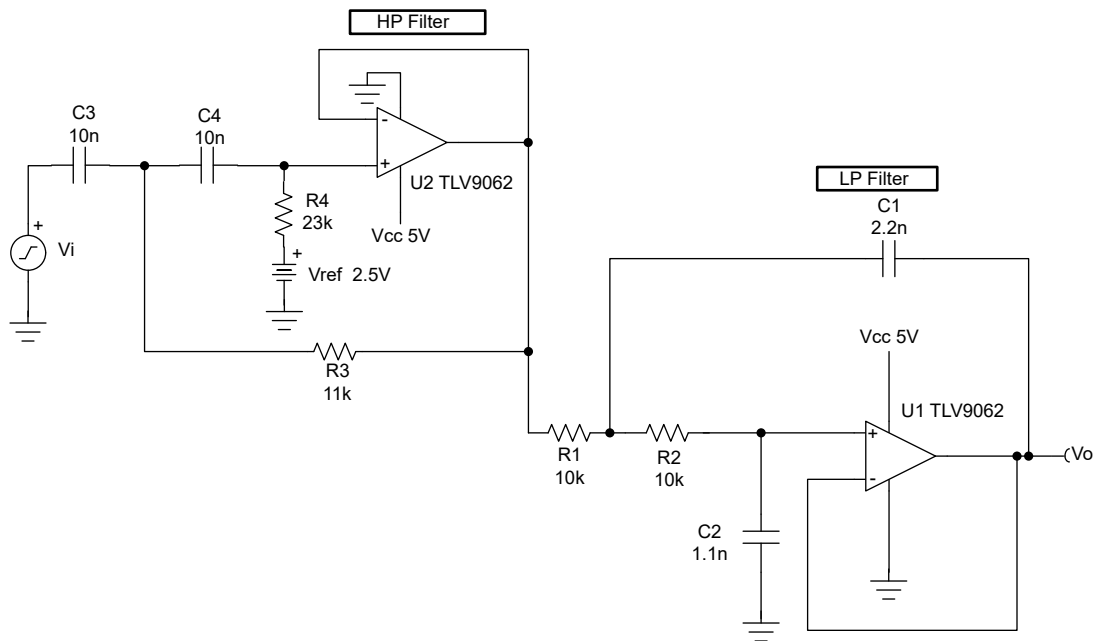 HP Filter
C3
10n
C4
10n
-
+
U2 TLV9062
R4
23k
Vcc 5V
+
Vi
+
Vref 2.5V
R3
11k
LP Filter
C1
2.2n
Vcc 5V
U1 TLV9062
R1
10k
R2
10k
+
-
Vo
C2
1.1n